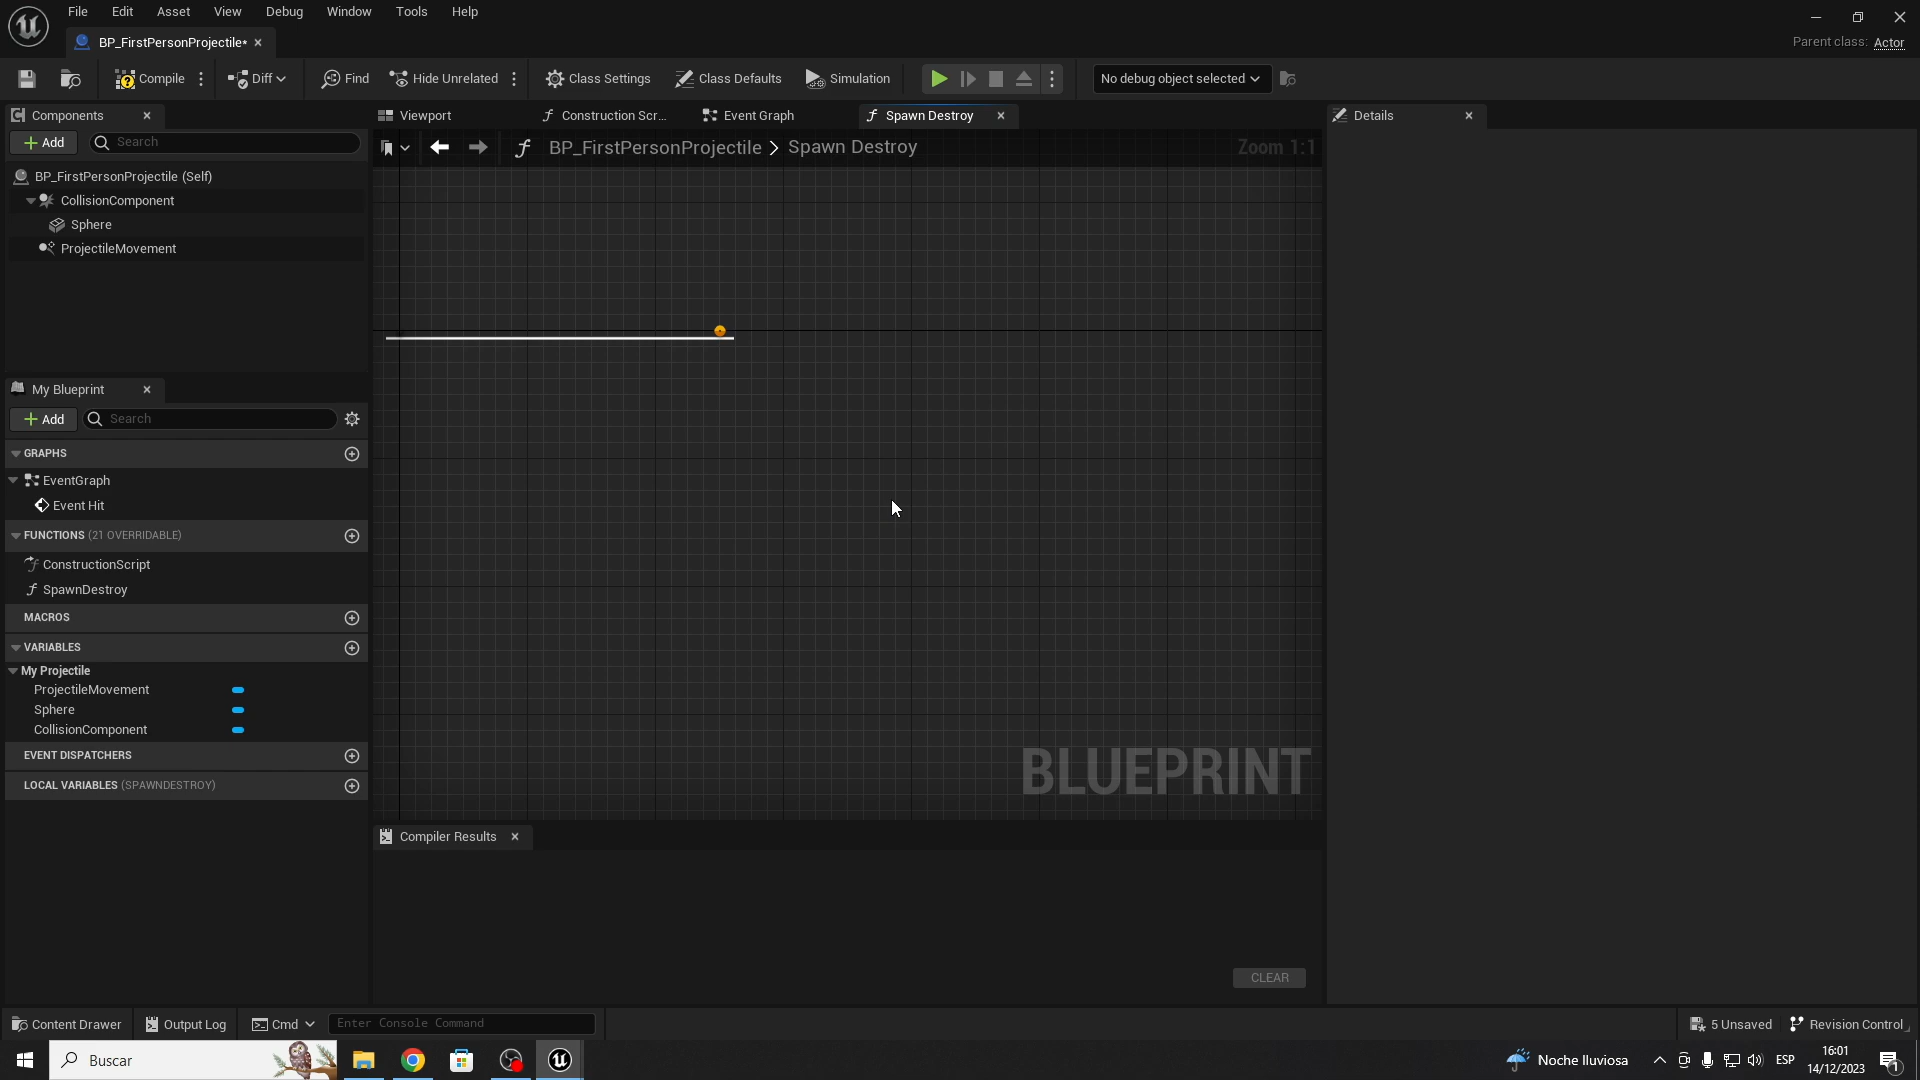 File Edit Asset View Debug Window Tools Help
BP_FirstPersonProjectile*
Parent class: Actor
Compile Diff Find Hide Unrelated Class Settings Class Defaults Simulation No debug object selected
Components
Viewport Construction Scr... Event Graph Spawn Destroy
Details
Add Search
BP_FirstPersonProjectile > Spawn Destroy Zoom 1:1
BP_FirstPersonProjectile (Self)
CollisionComponent
Sphere
ProjectileMovement
My Blueprint
Add Search
GRAPHS
EventGraph
Event Hit
FUNCTIONS (21 OVERRIDABLE)
ConstructionScript
SpawnDestroy
MACROS
VARIABLES
My Projectile
ProjectileMovement
Sphere
CollisionComponent
EVENT DISPATCHERS
LOCAL VARIABLES (SPAWNDESTROY)
BLUEPRINT
Compiler Results
CLEAR
Content Drawer Output Log Cmd Enter Console Command 5 Unsaved Revision Control
Buscar
Noche lluviosa
ESP
16:01
14/12/2023
1